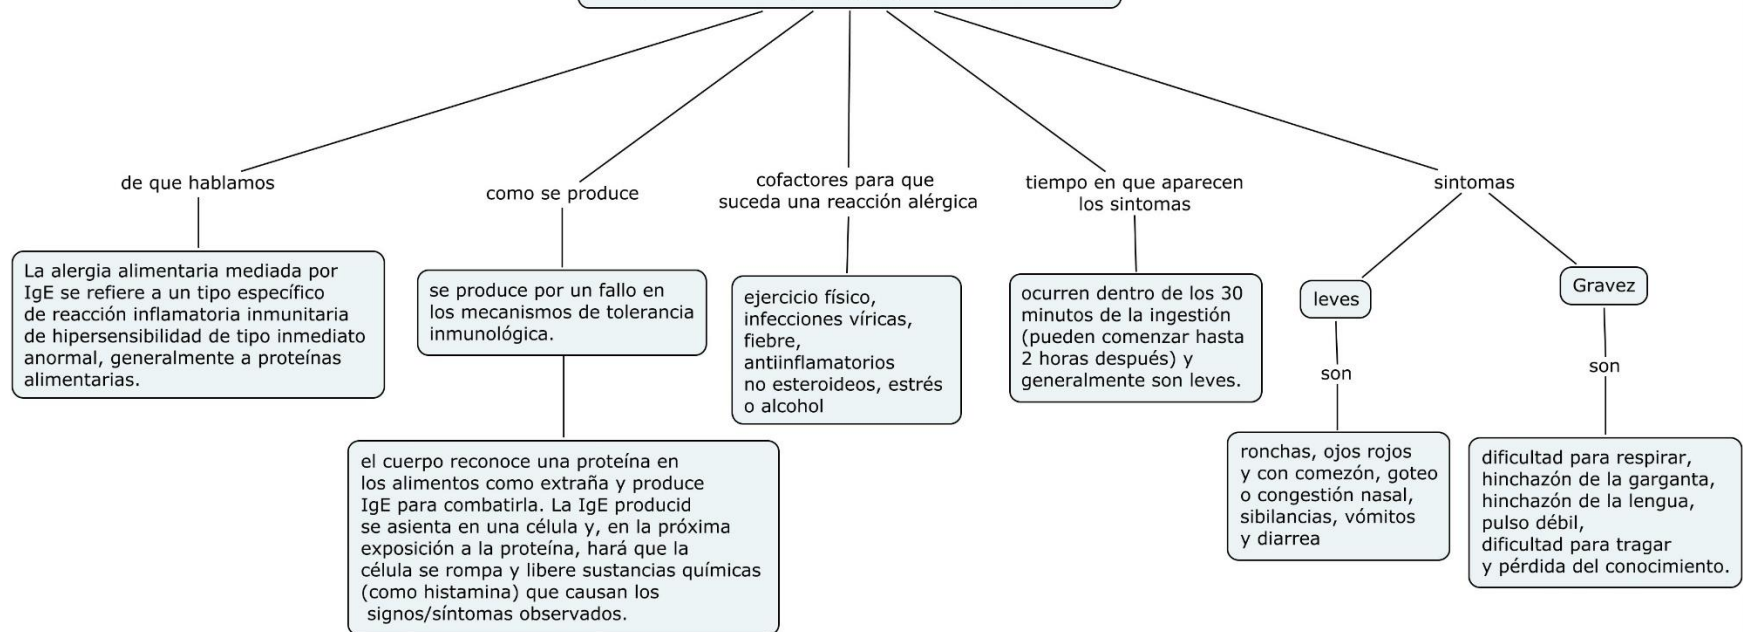 de que hablamos
La alergia alimentaria mediada por
IgE se refiere a un tipo específico
de reacción inflamatoria inmunitaria
de hipersensibilidad de tipo inmediato
anormal, generalmente a proteínas
alimentarias.
como se produce
se produce por un fallo en
los mecanismos de tolerancia
inmunológica.
el cuerpo reconoce una proteína en
los alimentos como extraña y produce
IgE para combatirla. La IgE producid
se asienta en una célula y, en la próxima
exposición a la proteína, hará que la
célula se rompa y libere sustancias químicas
(como histamina) que causan los
signos/síntomas observados.
cofactores para que
suceda una reacción alérgica
ejercicio físico,
infecciones víricas,
fiebre,
antiinflamatorios
no esteroideos, estrés
o alcohol
tiempo en que aparecen
los sintomas
ocurren dentro de los 30
minutos de la ingestión
(pueden comenzar hasta
2 horas después) y
generalmente son leves.
sintomas
leves
son
ronchas, ojos rojos
y con comezón, goteo
o congestión nasal,
sibilancias, vómitos
y diarrea
Gravez
son
dificultad para respirar,
hinchazón de la garganta,
hinchazón de la lengua,
pulso débil,
dificultad para tragar
y pérdida del conocimiento.